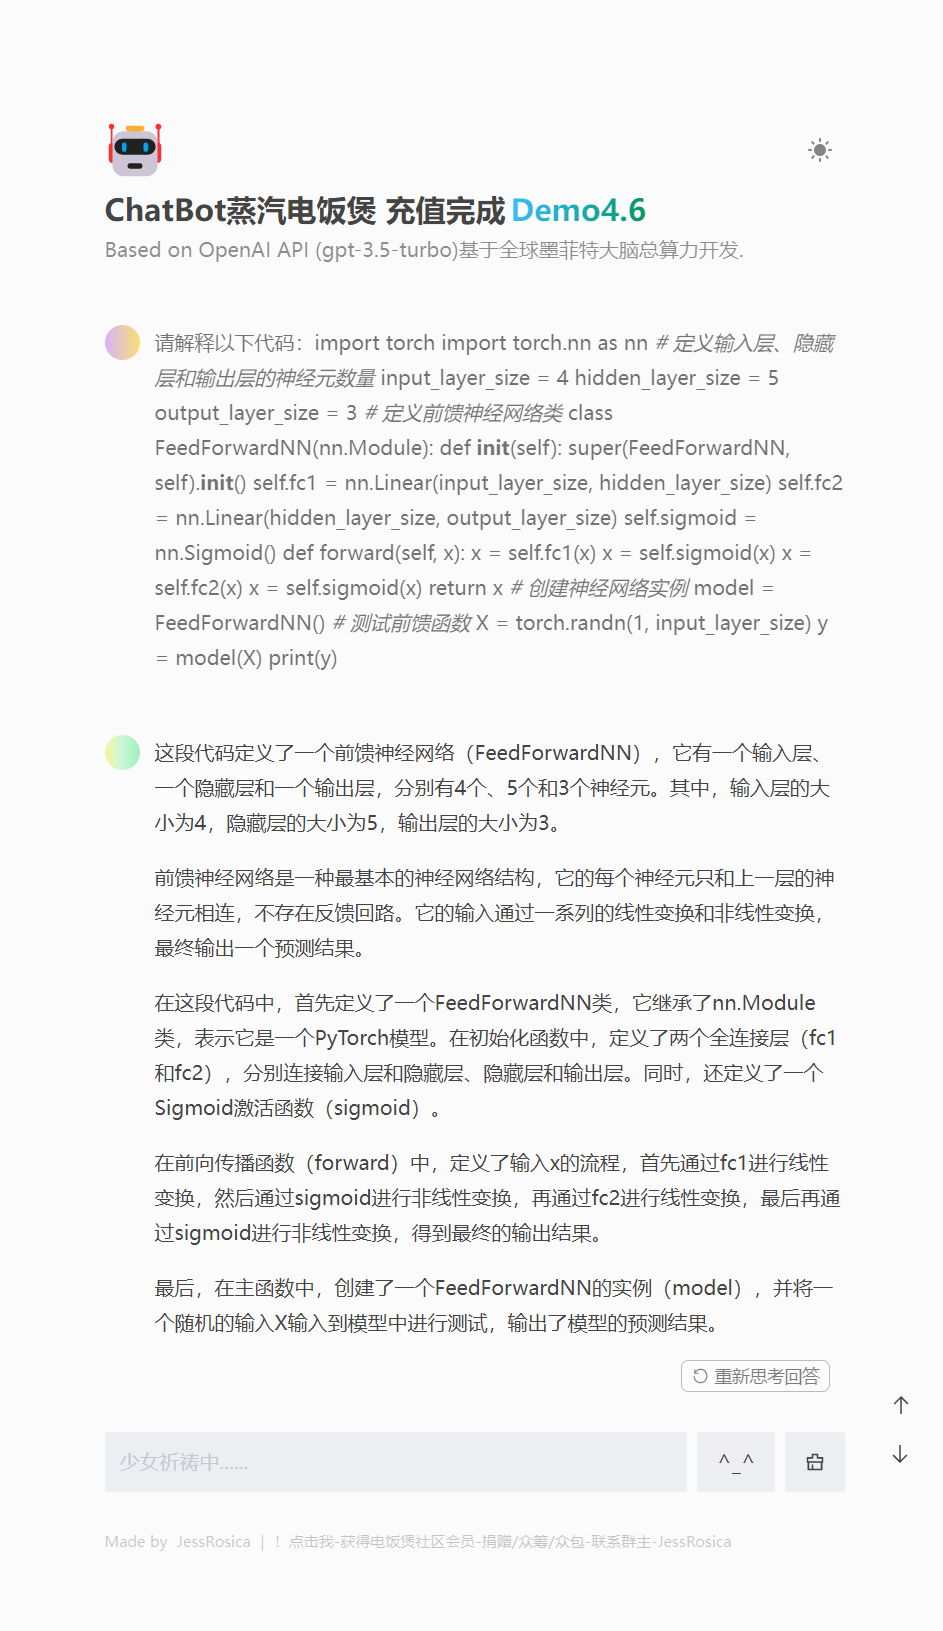 ChatBot蒸汽电饭煲 充值完成 Demo4.6
Based on OpenAI API (gpt-3.5-turbo)基于全球墨菲特大脑总算力开发.
请解释以下代码：import torch import torch.nn as nn # 定义输入层、隐藏
层和输出层的神经元数量 input_layer_size = 4 hidden_layer_size = 5
output_layer_size = 3 # 定义前馈神经网络类 class
FeedForwardNN(nn.Module): def init(self): super(FeedForwardNN,
self).init() self.fc1 = nn.Linear(input_layer_size, hidden_layer_size) self.fc2
= nn.Linear(hidden_layer_size, output_layer_size) self.sigmoid =
nn.Sigmoid() def forward(self, x): x = self.fc1(x) x = self.sigmoid(x) x =
self.fc2(x) x = self.sigmoid(x) return x # 创建神经网络实例 model =
FeedForwardNN() # 测试前馈函数 X = torch.randn(1, input_layer_size) y
= model(X) print(y)
这段代码定义了一个前馈神经网络（FeedForwardNN），它有一个输入层、
一个隐藏层和一个输出层，分别有4个、5个和3个神经元。其中，输入层的大
小为4，隐藏层的大小为5，输出层的大小为3。
前馈神经网络是一种最基本的神经网络结构，它的每个神经元只和上一层的神
经元相连，不存在反馈回路。它的输入通过一系列的线性变换和非线性变换，
最终输出一个预测结果。
在这段代码中，首先定义了一个FeedForwardNN类，它继承了nn.Module
类，表示它是一个PyTorch模型。在初始化函数中，定义了两个全连接层（fc1
和fc2），分别连接输入层和隐藏层、隐藏层和输出层。同时，还定义了一个
Sigmoid激活函数（sigmoid）。
在前向传播函数（forward）中，定义了输入x的流程，首先通过fc1进行线性
变换，然后通过sigmoid进行非线性变换，再通过fc2进行线性变换，最后再通
过sigmoid进行非线性变换，得到最终的输出结果。
最后，在主函数中，创建了一个FeedForwardNN的实例（model），并将一
个随机的输入X输入到模型中进行测试，输出了模型的预测结果。
重新思考回答
少女祈祷中......
^_^
Made by JessRosica | ！点击我-获得电饭煲社区会员-捐赠/众筹/众包-联系群主-JessRosica